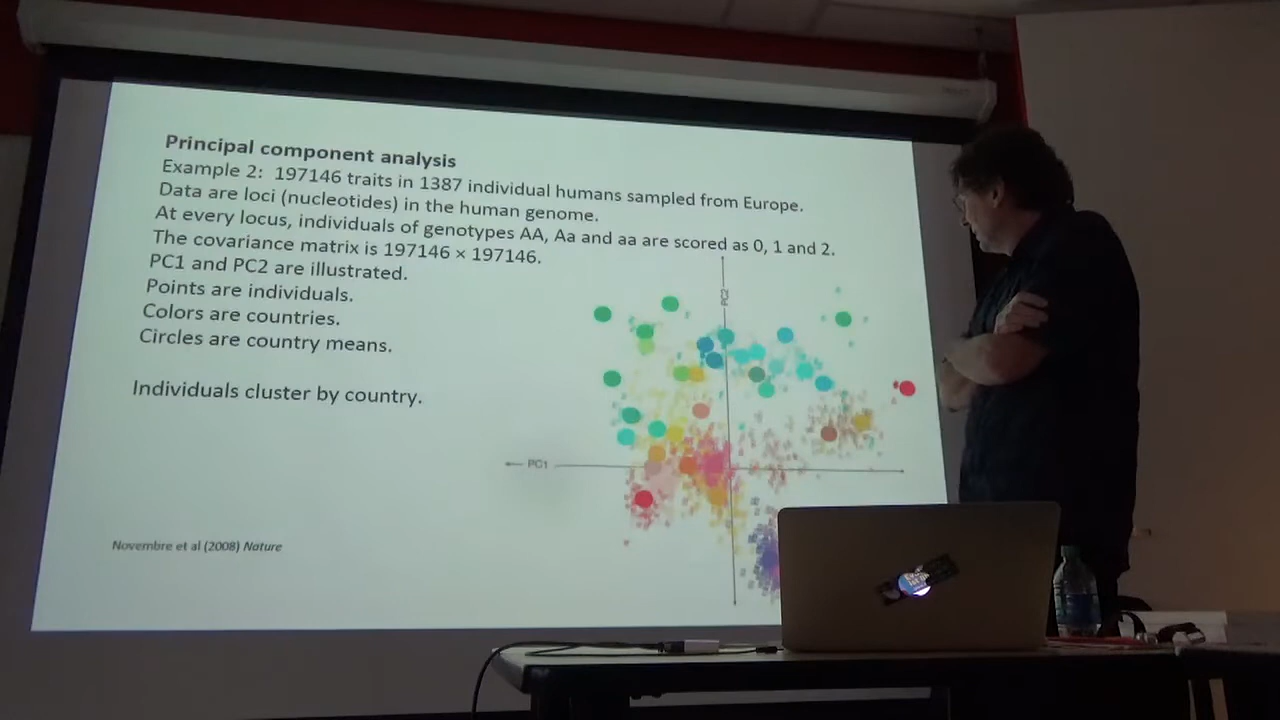 Principal component analysis
Example 2: 197146 traits in 1387 individual humans sampled from Europe.
Data are loci (nucleotides) in the human genome.
At every locus, individuals of genotypes AA, Aa and aa are scored as 0, 1 and 2.
The covariance matrix is 197146 × 197146.
PC1 and PC2 are illustrated.
Points are individuals.
Colors are countries.
Circles are country means.
Individuals cluster by country.
PC2
PC1
Novembre et al (2008) Nature